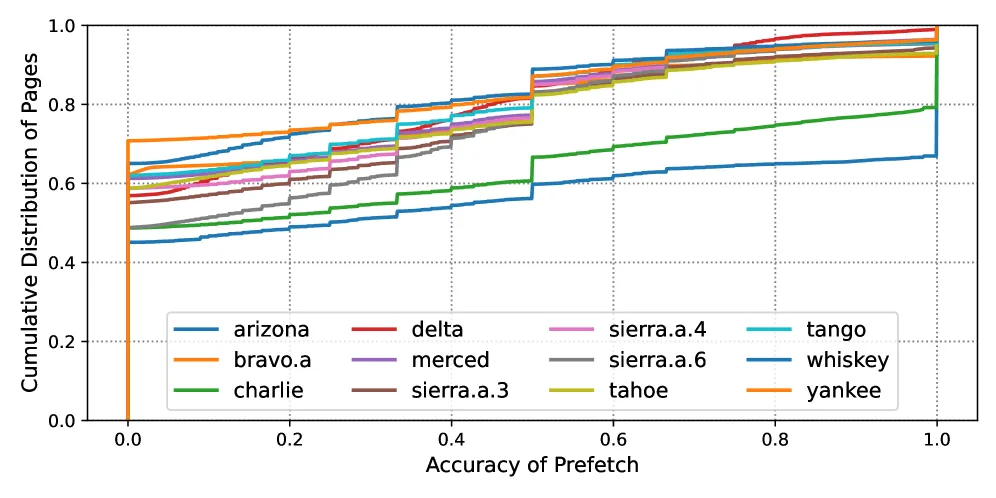 1.0
0.8
0.6
0.4
0.2
0.0
Cumulative Distribution of Pages
arizona delta sierra.a.4 tango
bravo.a merced sierra.a.6 whiskey
charlie sierra.a.3 tahoe yankee
0.0 0.2 0.4 0.6 0.8 1.0
Accuracy of Prefetch